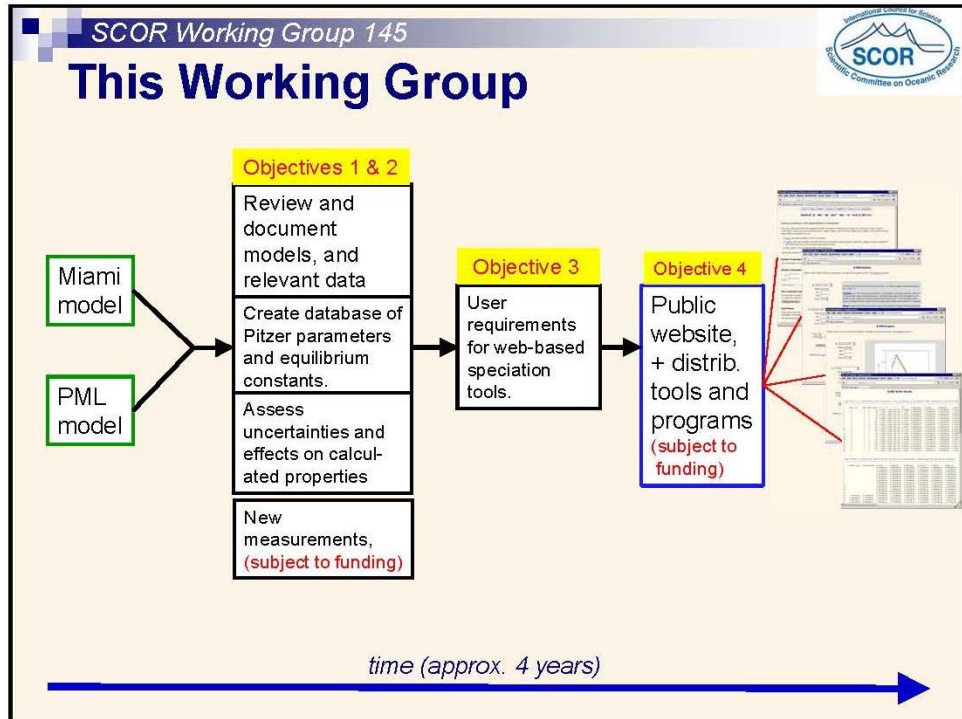 SCOR Working Group 145
This Working Group
International Council for Science
SCOR
Scientific Committee on Oceanic Research
Miami
model
PML
model
Objectives 1 & 2
Review and
document
models, and
relevant data
Create database of
Pitzer parameters
and equilibrium
constants.
Assess
uncertainties and
effects on calcul-
ated properties
New
measurements,
(subject to funding)
Objective 3
User
requirements
for web-based
speciation
tools.
Objective 4
Public
website,
+ distrib.
tools and
programs
(subject to
funding)
time (approx. 4 years)